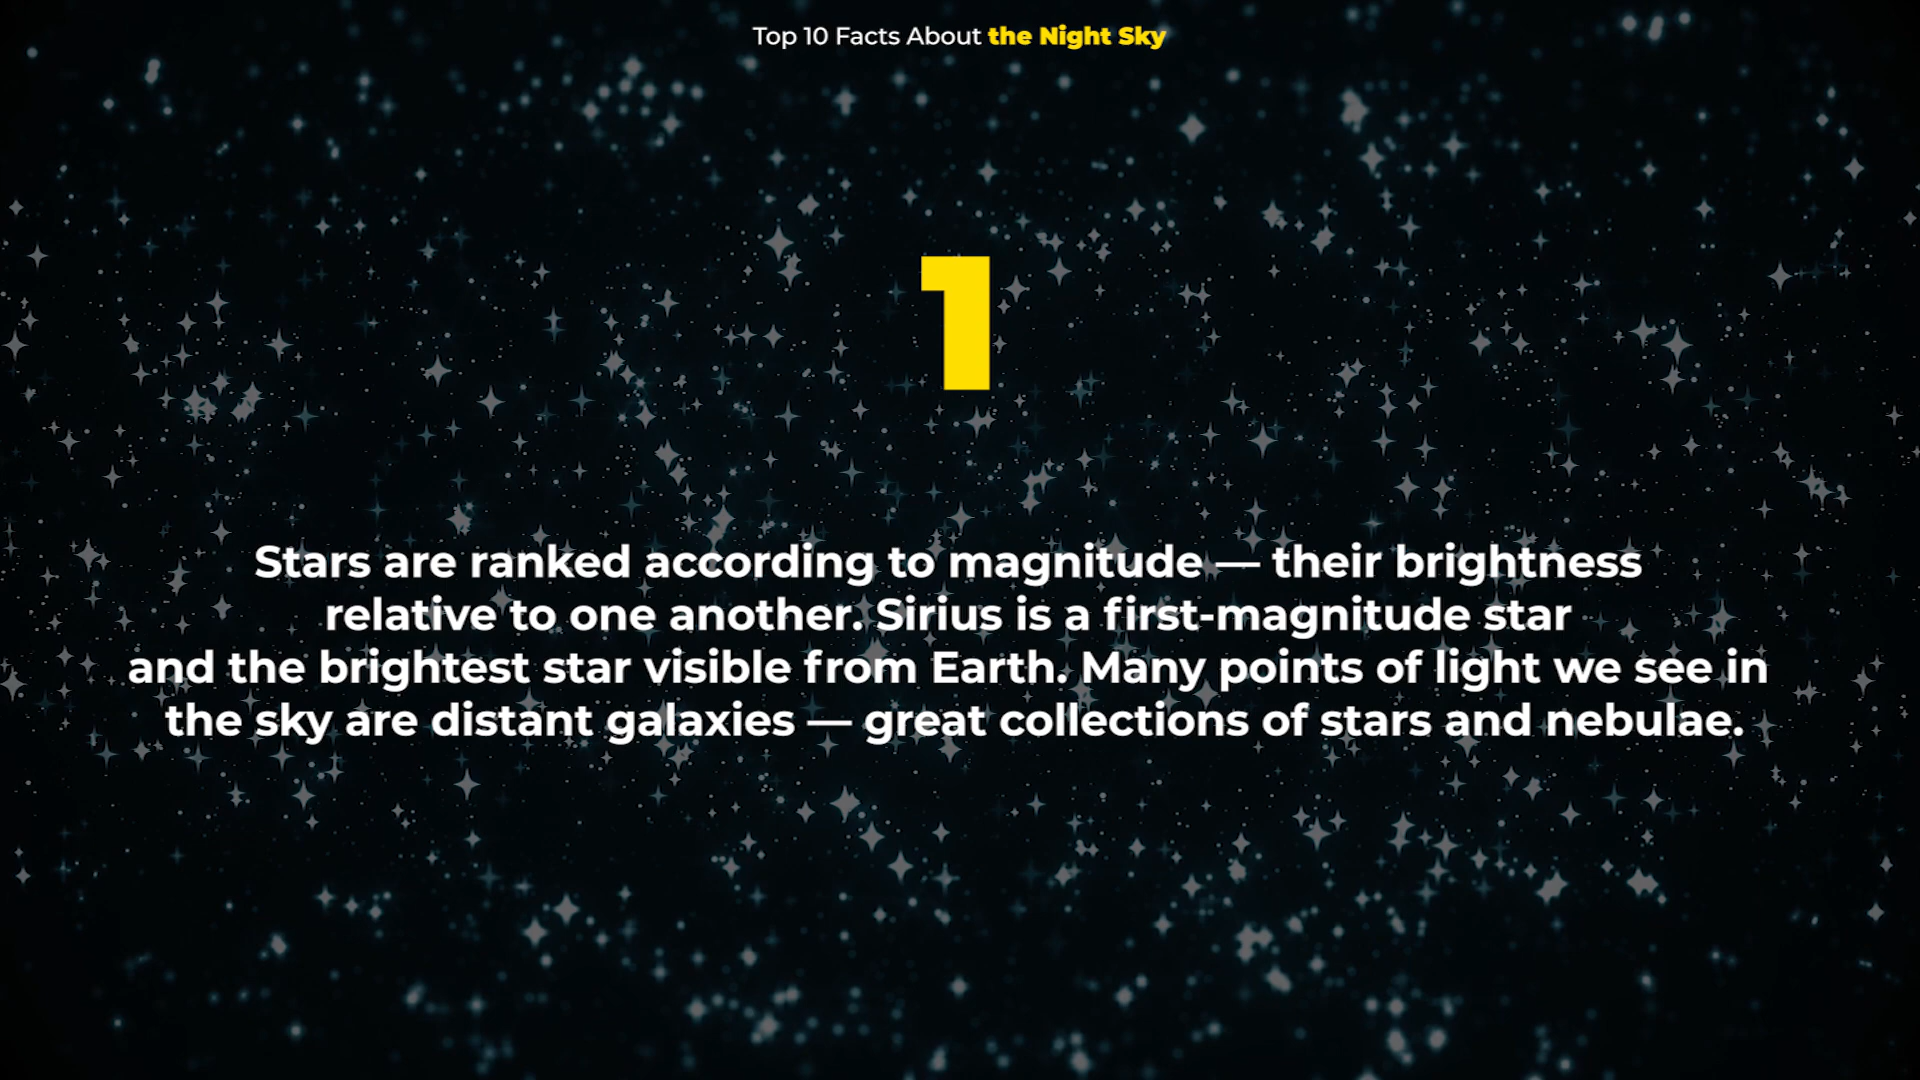 Top 10 Facts About the Night Sky
1
Stars are ranked according to magnitude — their brightness
relative to one another. Sirius is a first-magnitude star
and the brightest star visible from Earth. Many points of light we see in
the sky are distant galaxies — great collections of stars and nebulae.